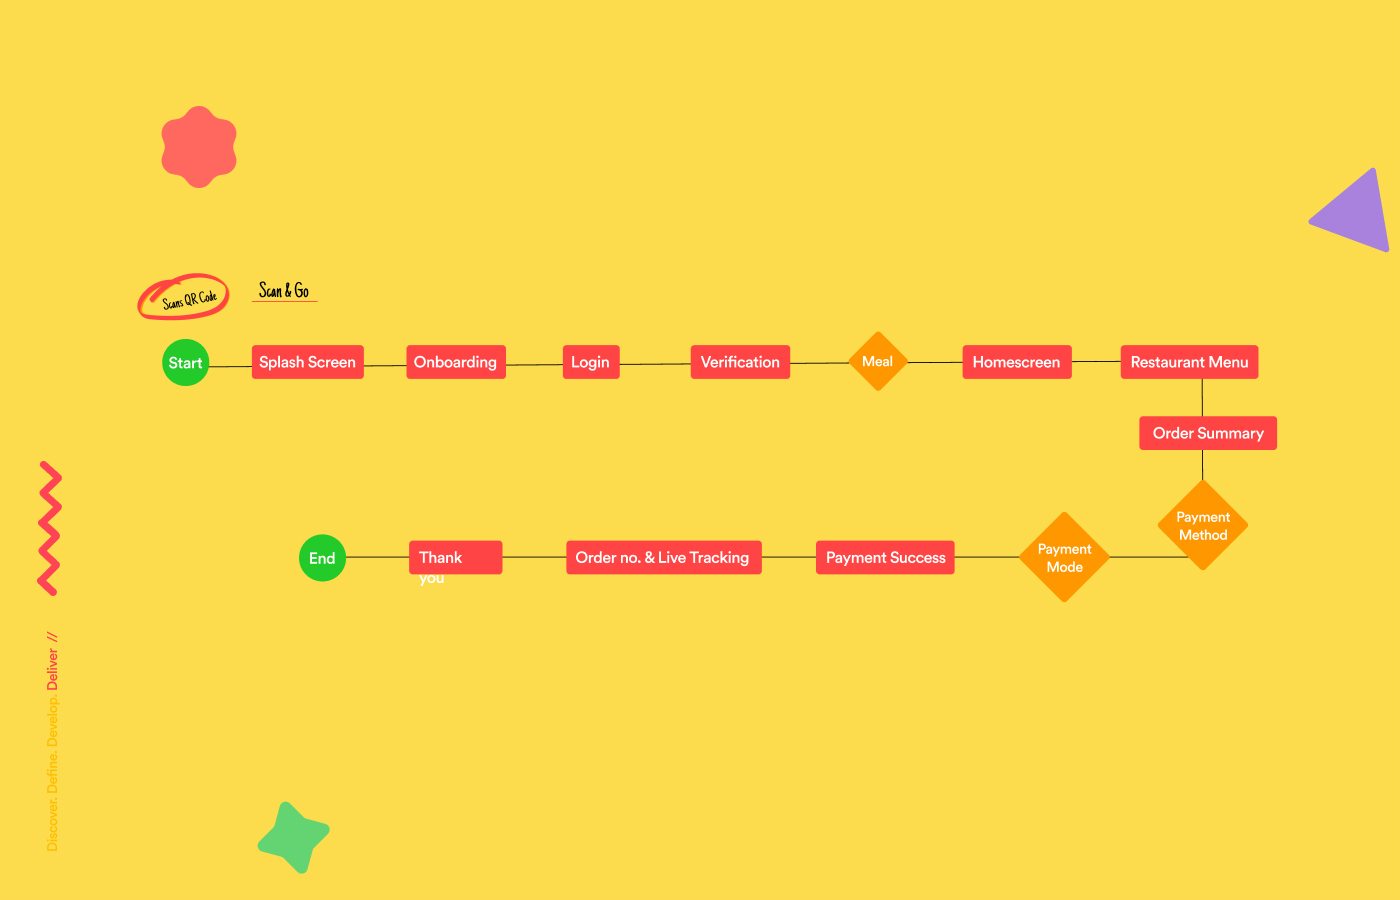 Scans QR Code
Scan & Go
Start
Splash Screen
Onboarding
Login
Verification
Meal
Homescreen
Restaurant Menu
Order Summary
Payment
Method
Payment
Mode
Payment Success
Order no. & Live Tracking
Thank
you
End
Discover. Define. Develop. Deliver //